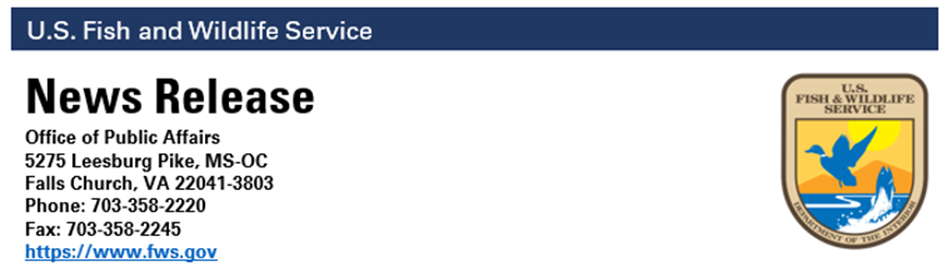 U.S. Fish and Wildlife Service
News Release
Office of Public Affairs
5275 Leesburg Pike, MS-OC
Falls Church, VA 22041-3803
Phone: 703-358-2220
Fax: 703-358-2245
https://www.fws.gov
U.S.
FISH & WILDLIFE
SERVICE
DEPARTMENT OF THE INTERIOR